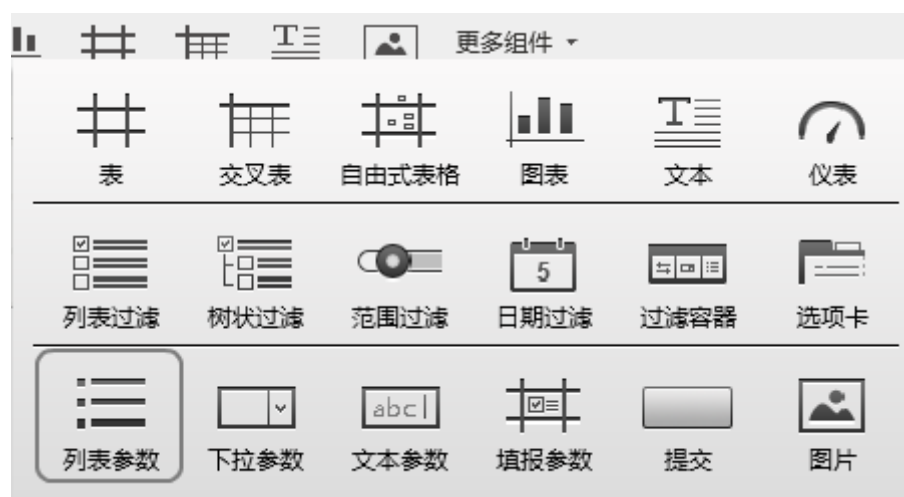 T 更多组件
T
表 交叉表 自由式表格 图表 文本 仪表
5
列表过滤 树状过滤 范围过滤 日期过滤 过滤容器 选项卡
abc
列表参数 下拉参数 文本参数 填报参数 提交 图片